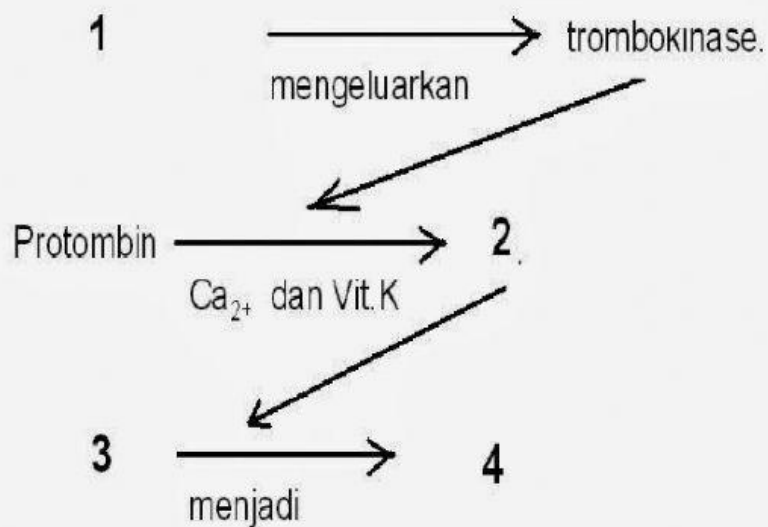 1 trombokinase.
mengeluarkan
Protombin 2.
Ca₂₊ dan Vit.K
3 4
menjadi